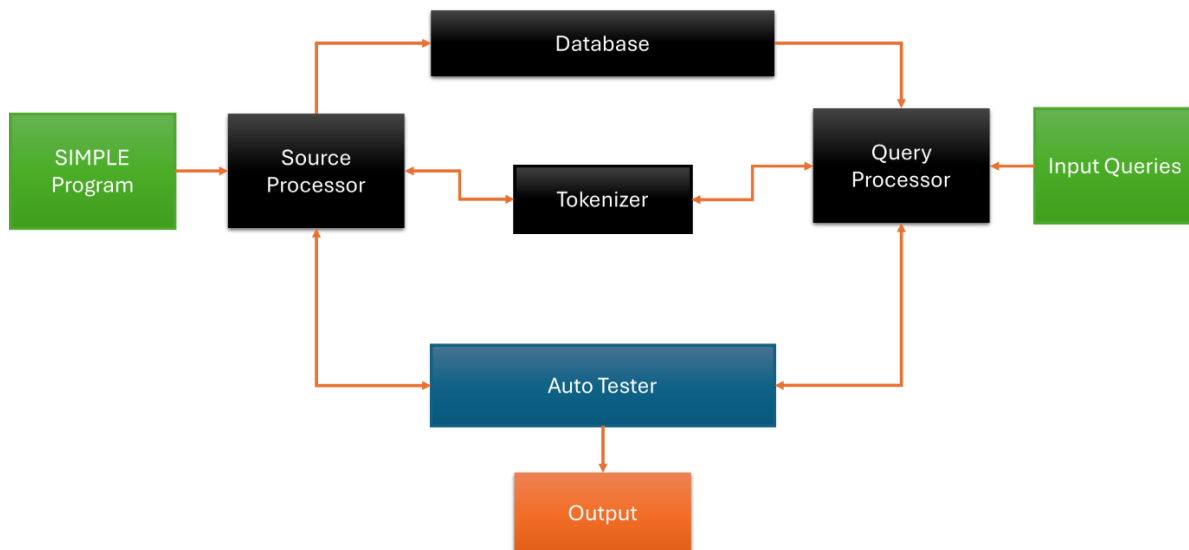 Database
SIMPLE
Program
Source
Processor
Tokenizer
Query
Processor
Input Queries
Auto Tester
Output